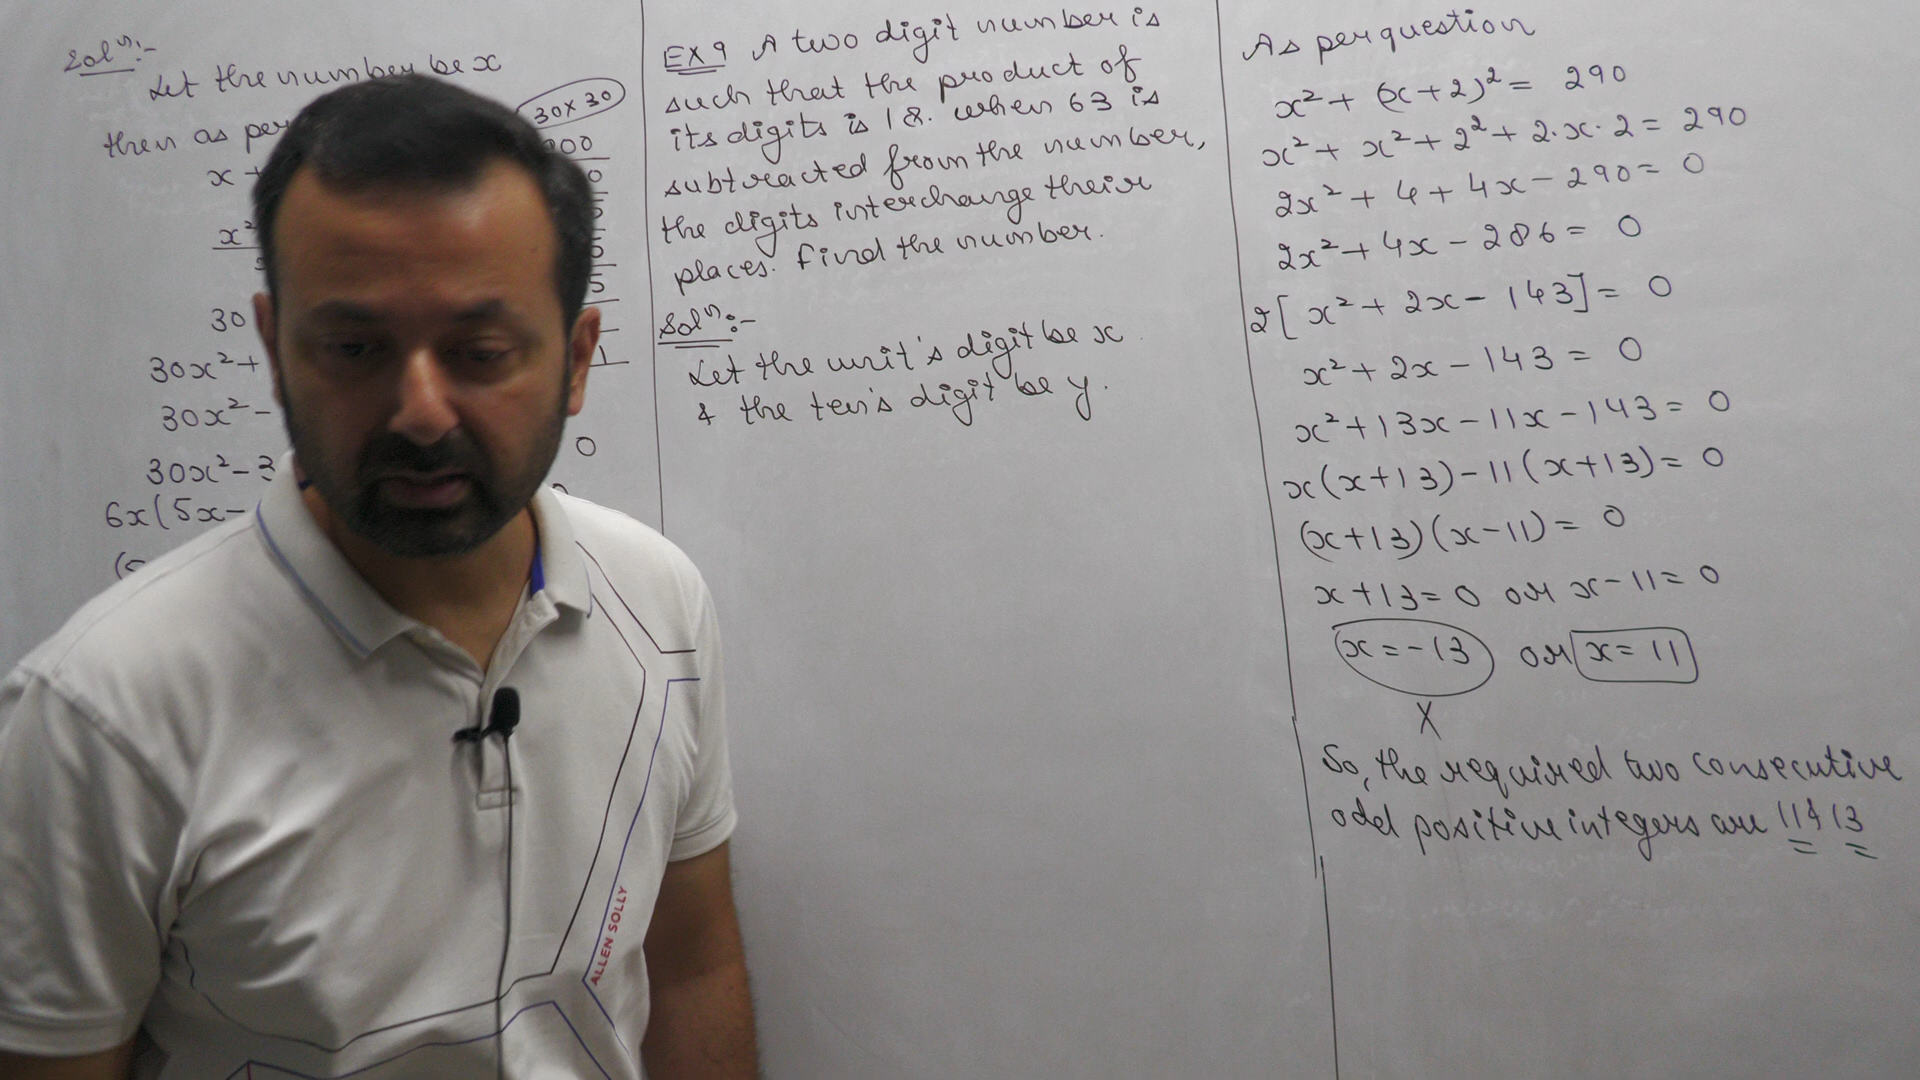 Solⁿ:-
Let the number be x
then as per
x +
x²
30
30x²+
30x²-
30x²-3
6x(5x-
30×30
0
5
1
0
EX 9 A two digit number is
such that the product of
its digits is 18. when 63 is
subtracted from the number,
the digits interchange their
places. Find the number.
Solⁿ:-
Let the unit's digit be x
& the ten's digit be y.
As per question
x² + (x+2)² = 290
x² + x² + 2² + 2·x·2 = 290
2x² + 4 + 4x - 290 = 0
2x² + 4x - 286 = 0
2[x² + 2x - 143] = 0
x² + 2x - 143 = 0
x² + 13x - 11x - 143 = 0
x(x+13) - 11(x+13) = 0
(x+13)(x-11) = 0
x+13 = 0 or x-11 = 0
x = -13 or x = 11
X
So, the required two consecutive
odd positive integers are 11 & 13
ALLEN SOLLY